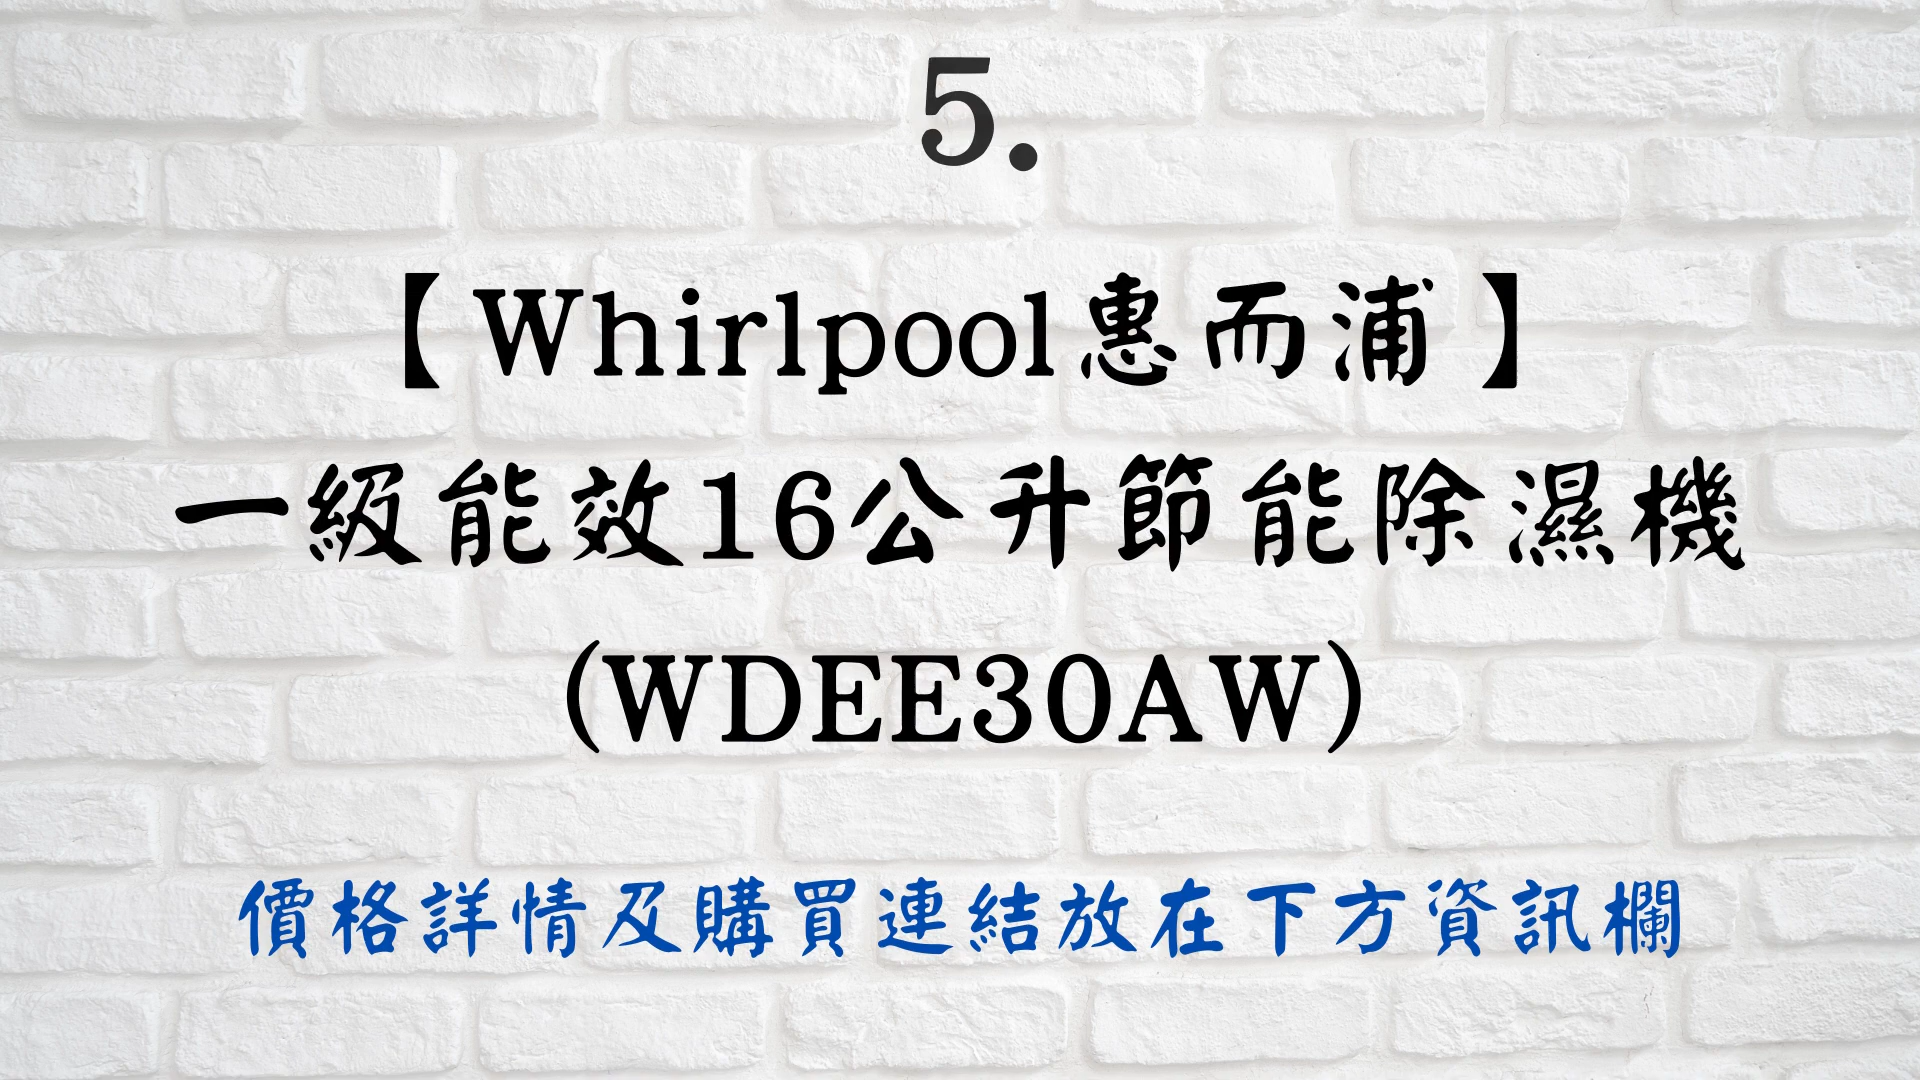 5.
【Whirlpool惠而浦】
一級能效16公升節能除濕機
(WDEE30AW)
價格詳情及購買連結放在下方資訊欄